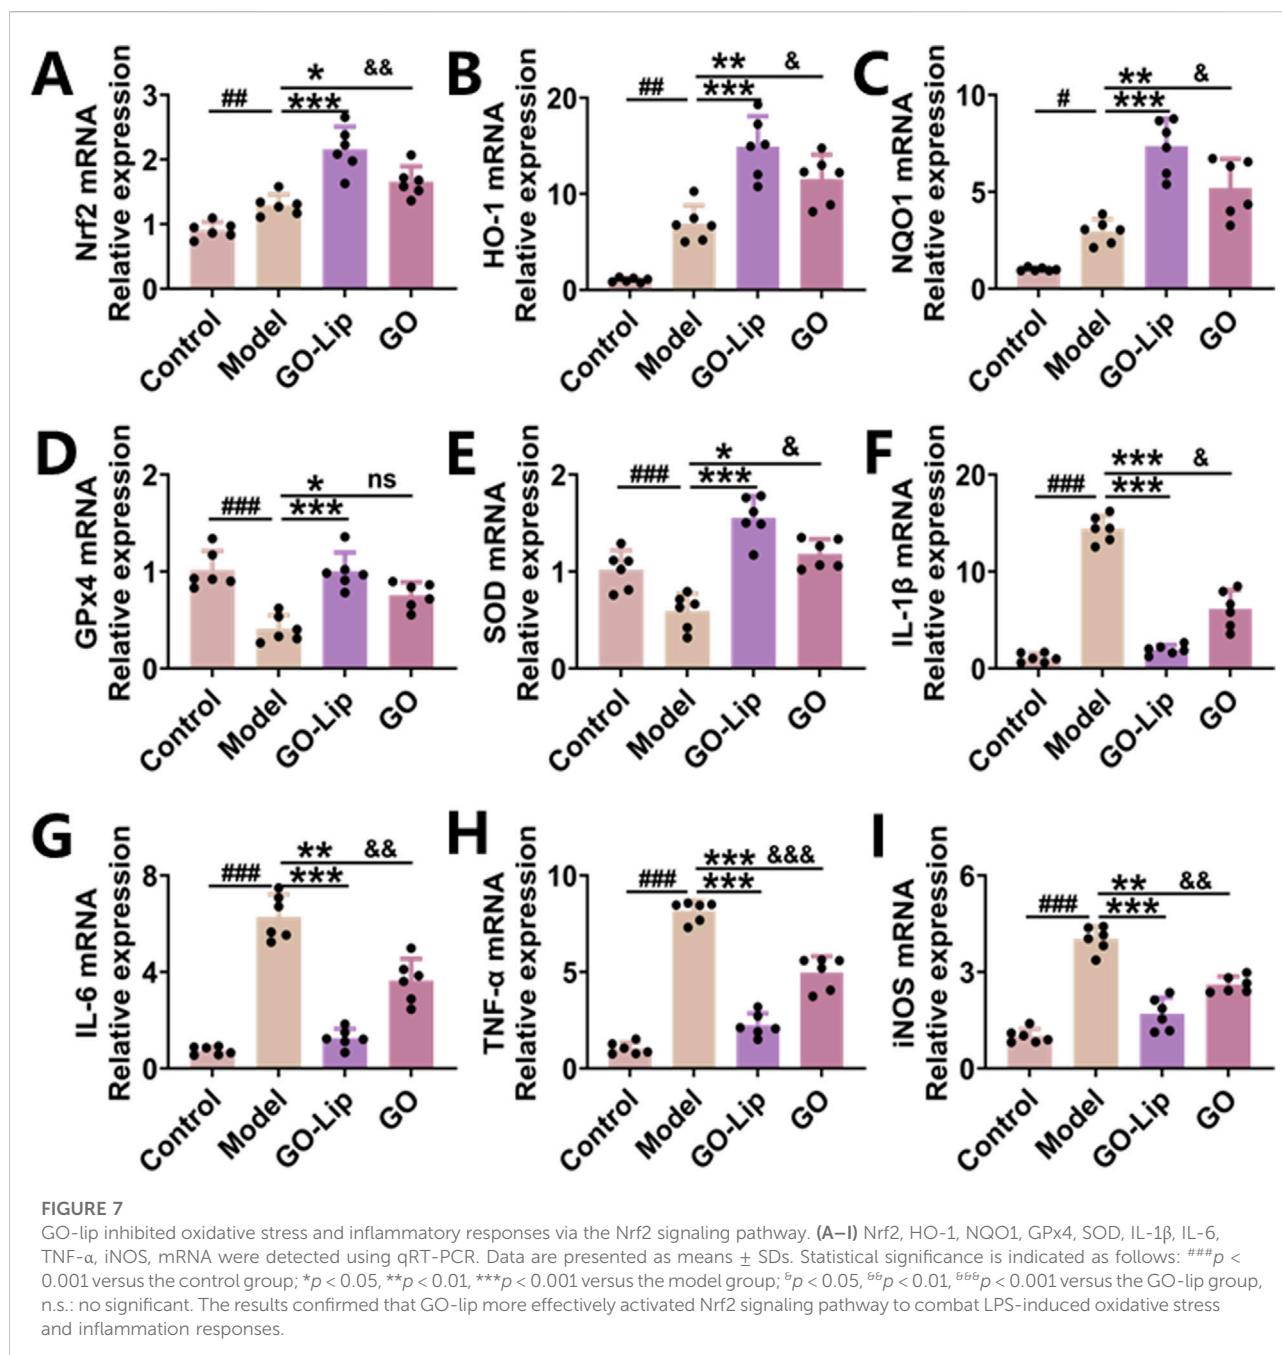 A
Nrf2 mRNA
Relative expression
3
2
1
0
##
*
&&
***
Control
Model
GO-Lip
GO
B
HO-1 mRNA
Relative expression
20
10
0
##
**
&
***
Control
Model
GO-Lip
GO
C
NQO1 mRNA
Relative expression
10
5
0
#
**
&
***
Control
Model
GO-Lip
GO
D
GPx4 mRNA
Relative expression
2
1
0
###
*
ns
***
Control
Model
GO-Lip
GO
E
SOD mRNA
Relative expression
2
1
0
###
*
&
***
Control
Model
GO-Lip
GO
F
IL-1β mRNA
Relative expression
20
10
0
###
***
&
***
Control
Model
GO-Lip
GO
G
IL-6 mRNA
Relative expression
8
4
0
###
**
&&
***
Control
Model
GO-Lip
GO
H
TNF-α mRNA
Relative expression
10
5
0
###
***
&&&
***
Control
Model
GO-Lip
GO
I
iNOS mRNA
Relative expression
6
3
0
###
**
&&
***
Control
Model
GO-Lip
GO
FIGURE 7
GO-lip inhibited oxidative stress and inflammatory responses via the Nrf2 signaling pathway. (A–I) Nrf2, HO-1, NQO1, GPx4, SOD, IL-1β, IL-6,
TNF-α, iNOS, mRNA were detected using qRT-PCR. Data are presented as means ± SDs. Statistical significance is indicated as follows: ###p <
0.001 versus the control group; *p < 0.05, **p < 0.01, ***p < 0.001 versus the model group; &p < 0.05, &&p < 0.01, &&&p < 0.001 versus the GO-lip group,
n.s.: no significant. The results confirmed that GO-lip more effectively activated Nrf2 signaling pathway to combat LPS-induced oxidative stress
and inflammation responses.